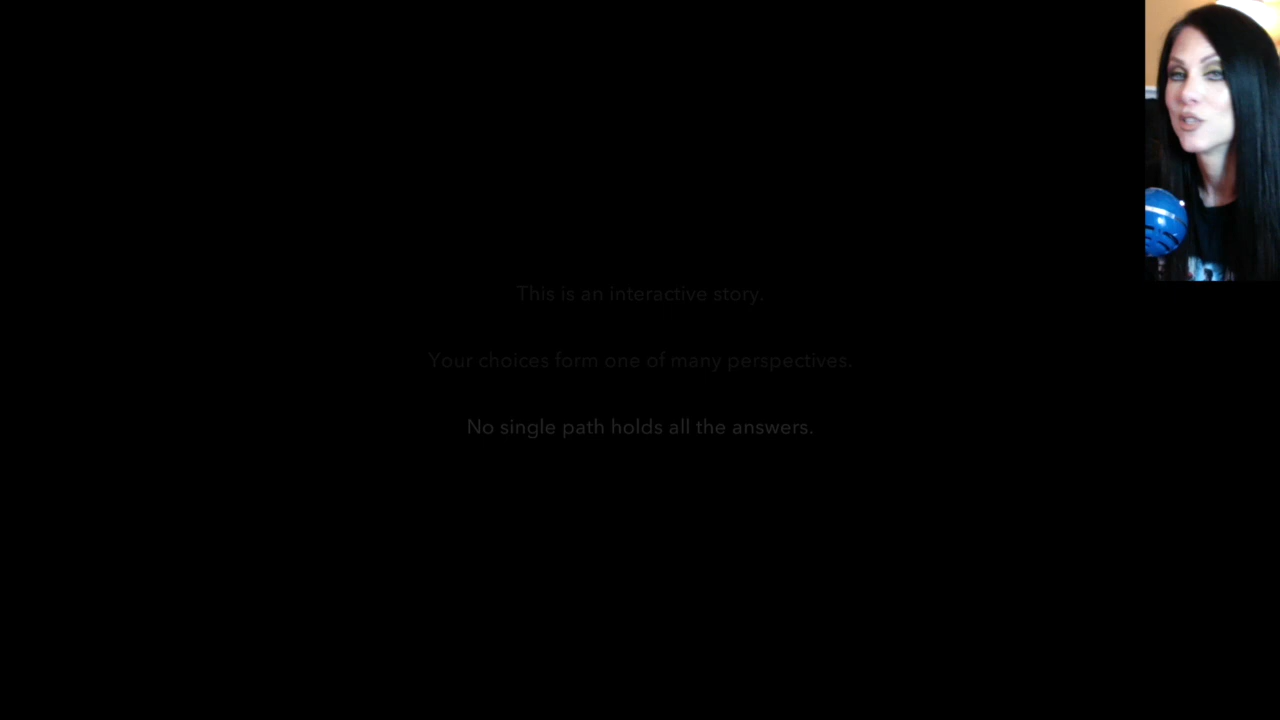 This is an interactive story.
Your choices form one of many perspectives.
No single path holds all the answers.